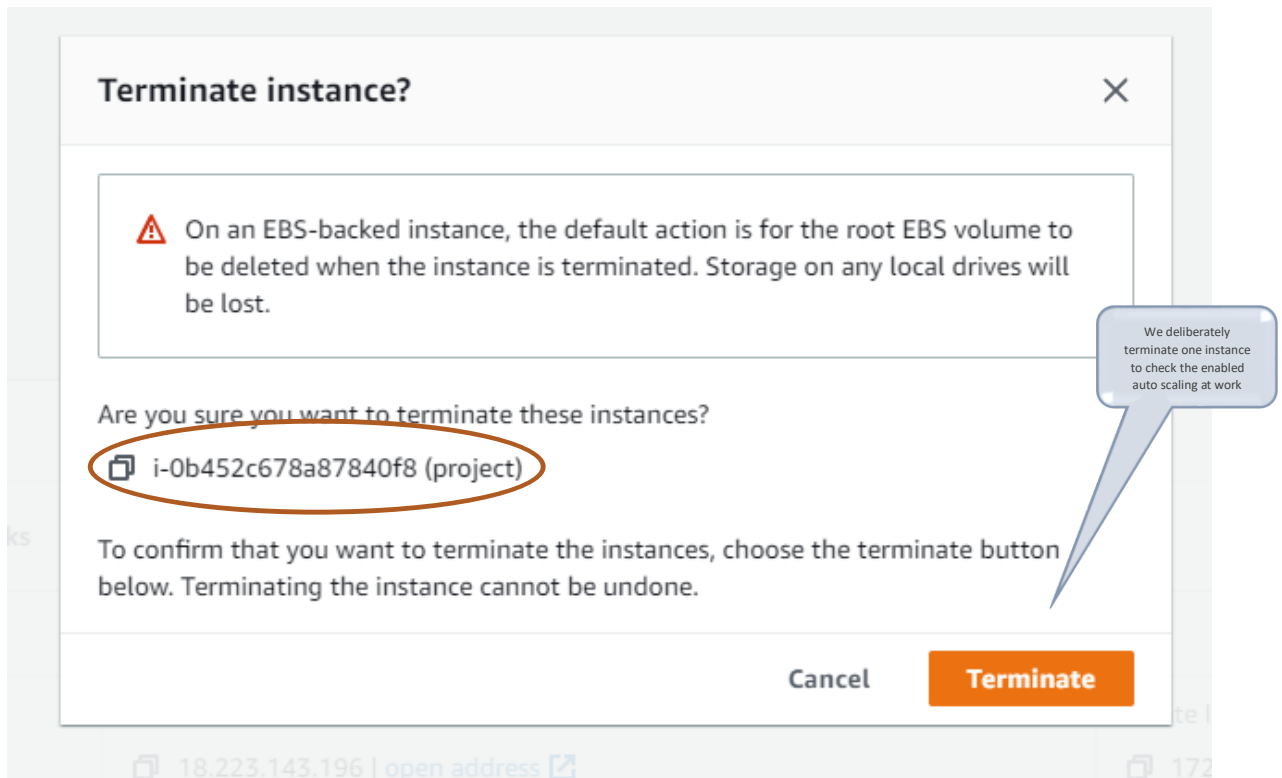 Terminate instance?
On an EBS-backed instance, the default action is for the root EBS volume to
be deleted when the instance is terminated. Storage on any local drives will
be lost.
We deliberately
terminate one instance
to check the enabled
auto scaling at work
Are you sure you want to terminate these instances?
i-0b452c678a87840f8 (project)
ks
To confirm that you want to terminate the instances, choose the terminate button
below. Terminating the instance cannot be undone.
Cancel
Terminate
te I
18.223.143.196 | open address
172